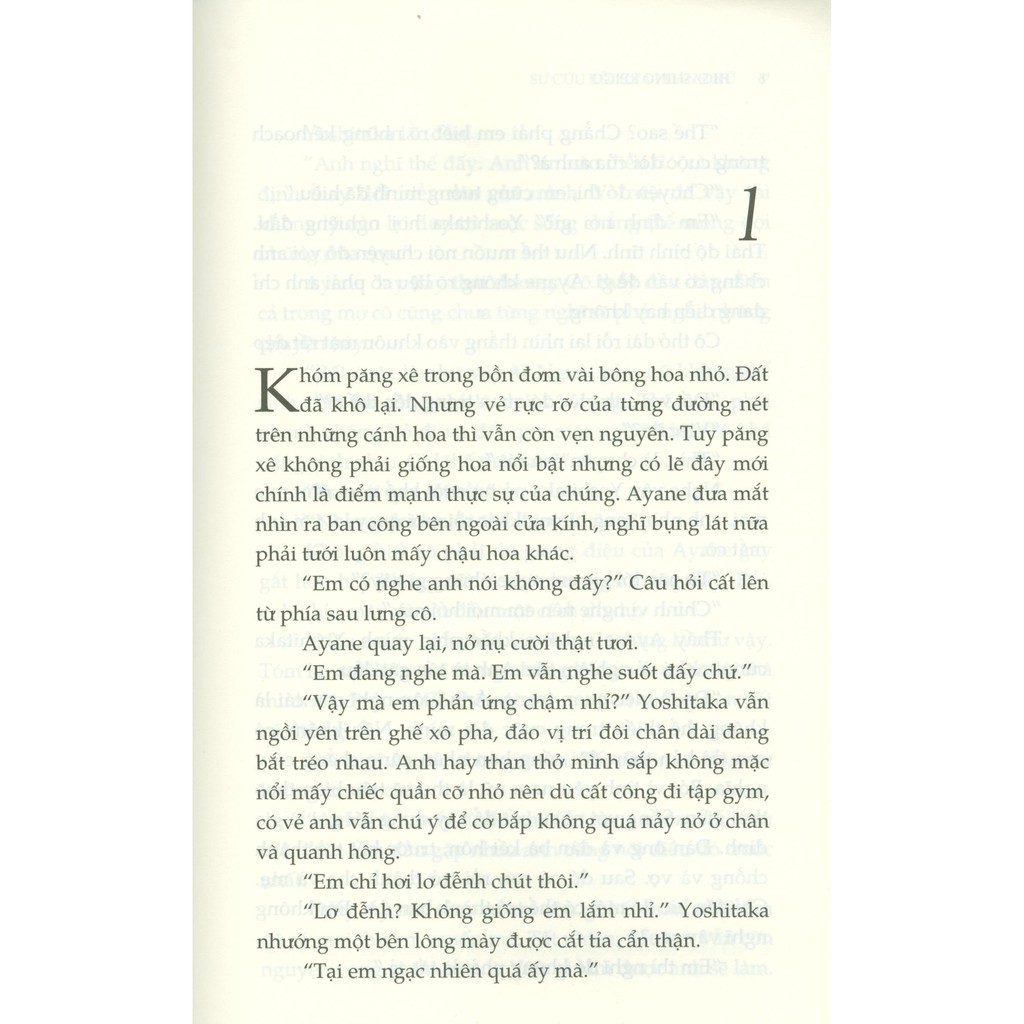 1
Khóm păng xê trong bồn đơm vài bông hoa nhỏ. Đất
đã khô lại. Nhưng vẻ rực rỡ của từng đường nét
trên những cánh hoa thì vẫn còn vẹn nguyên. Tuy păng
xê không phải giống hoa nổi bật nhưng có lẽ đây mới
chính là điểm mạnh thực sự của chúng. Ayane đưa mắt
nhìn ra ban công bên ngoài cửa kính, nghĩ bụng lát nữa
phải tưới luôn mấy chậu hoa khác.
“Em có nghe anh nói không đấy?” Câu hỏi cất lên
từ phía sau lưng cô.
Ayane quay lại, nở nụ cười thật tươi.
“Em đang nghe mà. Em vẫn nghe suốt đấy chứ.”
“Vậy mà em phản ứng chậm nhỉ?” Yoshitaka vẫn
ngồi yên trên ghế xô pha, đảo vị trí đôi chân dài đang
bắt tréo nhau. Anh hay than thở mình sắp không mặc
nổi mấy chiếc quần cỡ nhỏ nên dù cất công đi tập gym,
có vẻ anh vẫn chú ý để cơ bắp không quá nảy nở ở chân
và quanh hông.
“Em chỉ hơi lơ đễnh chút thôi.”
“Lơ đễnh? Không giống em lắm nhỉ.” Yoshitaka
nhướng một bên lông mày được cắt tỉa cẩn thận.
“Tại em ngạc nhiên quá ấy mà.”